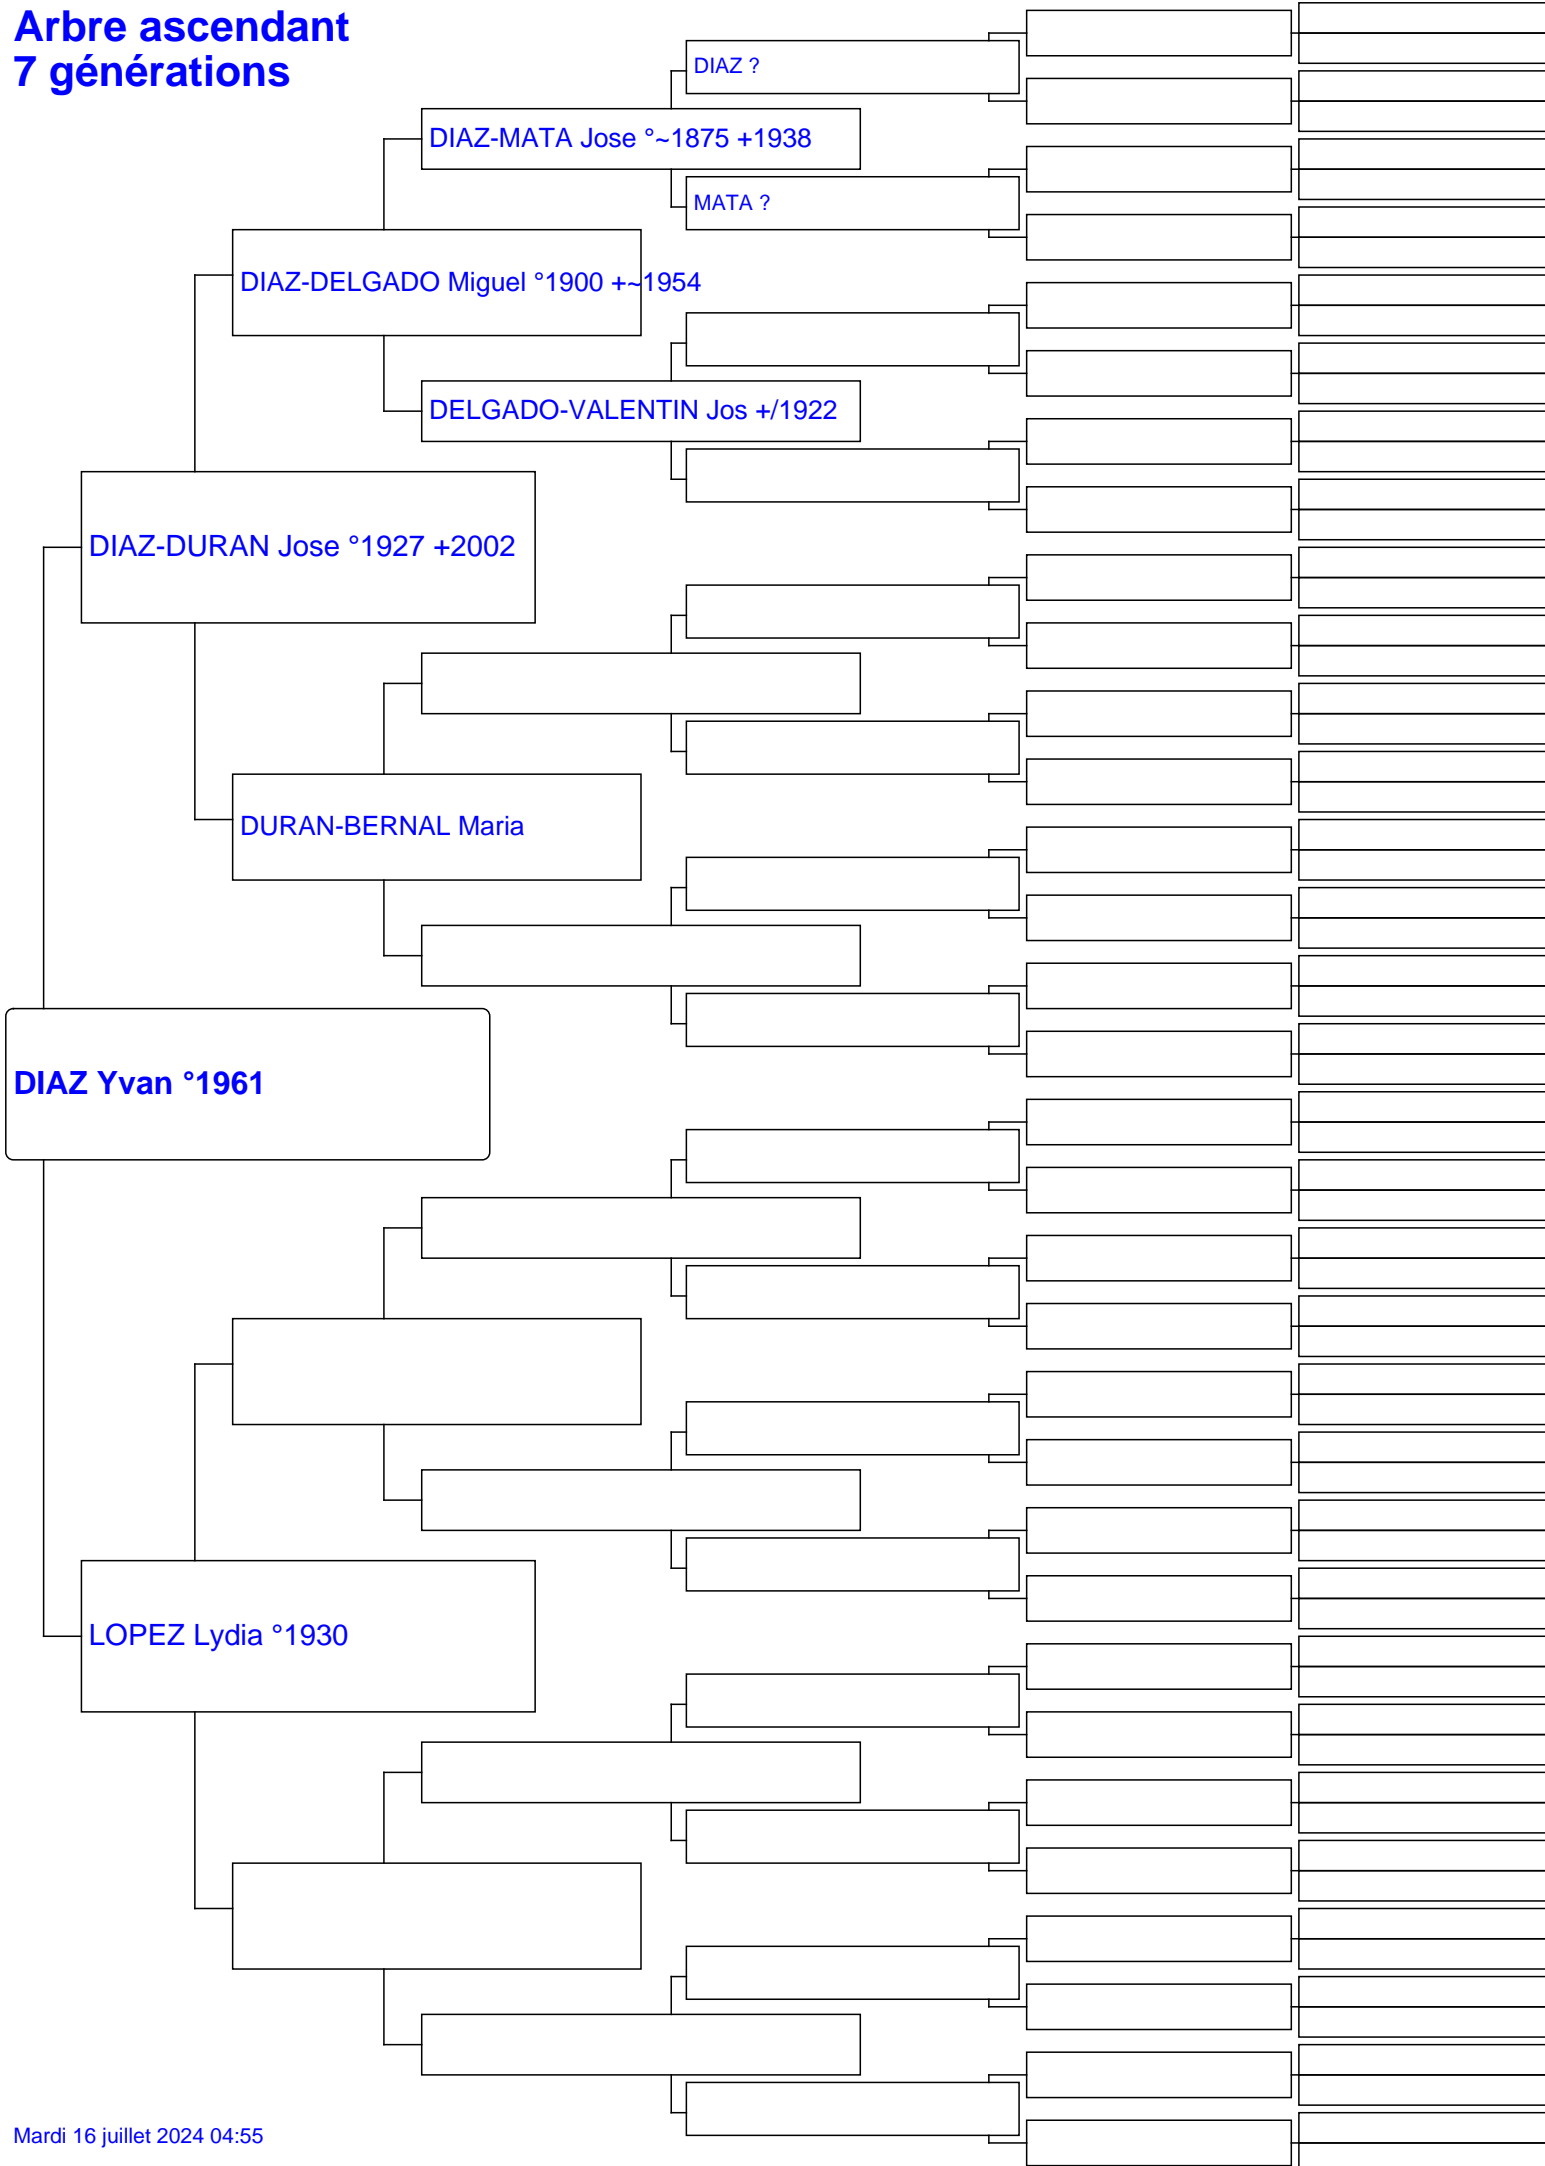 Arbre ascendant
7 générations
DIAZ ?
DIAZ-MATA Jose °~1875 +1938
MATA ?
DIAZ-DELGADO Miguel °1900 +~1954
DELGADO-VALENTIN Jos +/1922
DIAZ-DURAN Jose °1927 +2002
DURAN-BERNAL Maria
DIAZ Yvan °1961
LOPEZ Lydia °1930
Mardi 16 juillet 2024 04:55